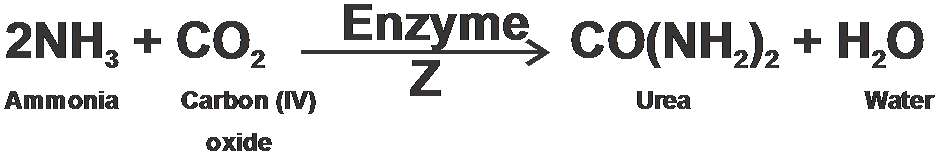 2NH₃ + CO₂ Enzyme Z CO(NH₂)₂ + H₂O
Ammonia Carbon (IV) oxide Urea Water